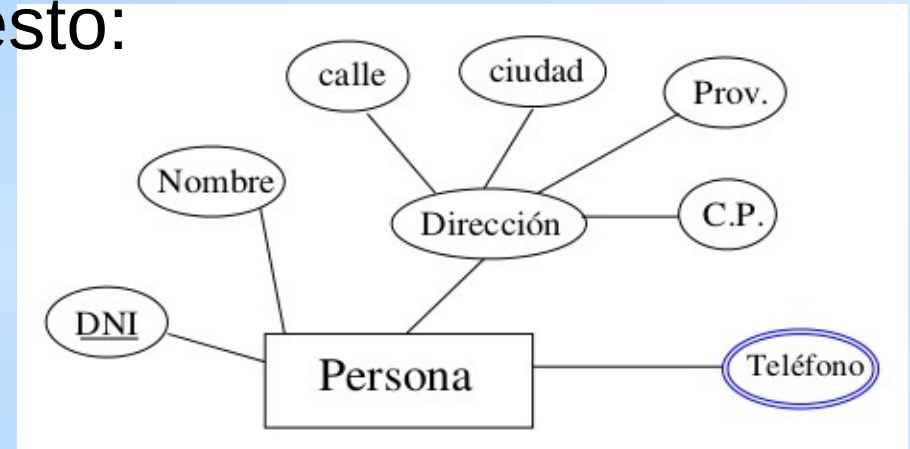 esto:
calle
ciudad
Prov.
Nombre
Dirección
C.P.
DNI
Persona
Teléfono